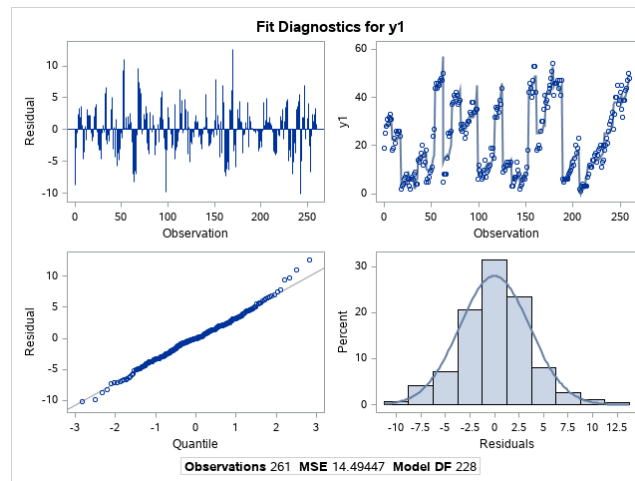 Fit Diagnostics for y1
10
5
0
-5
-10
Residual
0 50 100 150 200 250
Observation
60
40
20
0
y1
0 50 100 150 200 250
Observation
10
5
0
-5
-10
Residual
-3 -2 -1 0 1 2 3
Quantile
30
20
10
0
Percent
-10 -7.5 -5 -2.5 0 2.5 5 7.5 10 12.5
Residuals
Observations 261 MSE 14.49447 Model DF 228